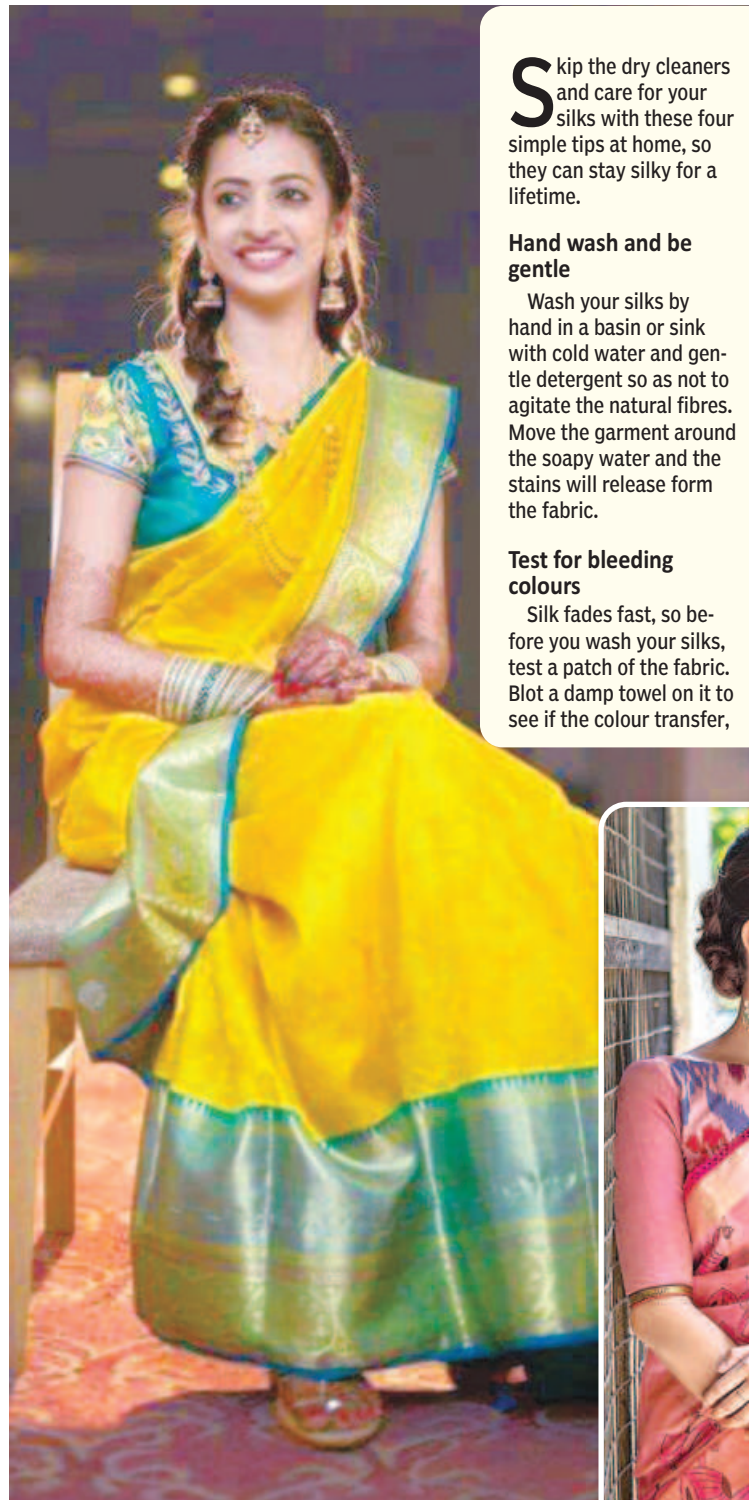 Skip the dry cleaners
and care for your
silks with these four
simple tips at home, so
they can stay silky for a
lifetime.
Hand wash and be
gentle
Wash your silks by
hand in a basin or sink
with cold water and gen-
tle detergent so as not to
agitate the natural fibres.
Move the garment around
the soapy water and the
stains will release form
the fabric.
Test for bleeding
colours
Silk fades fast, so be-
fore you wash your silks,
test a patch of the fabric.
Blot a damp towel on it to
see if the colour transfer,